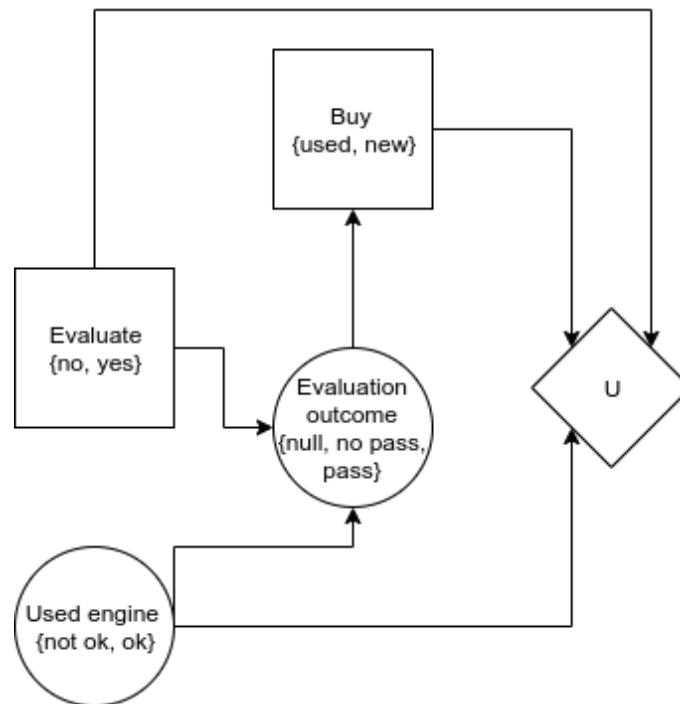 Buy
{used, new}
Evaluate
{no, yes}
Evaluation
outcome
{null, no pass,
pass}
U
Used engine
{not ok, ok}